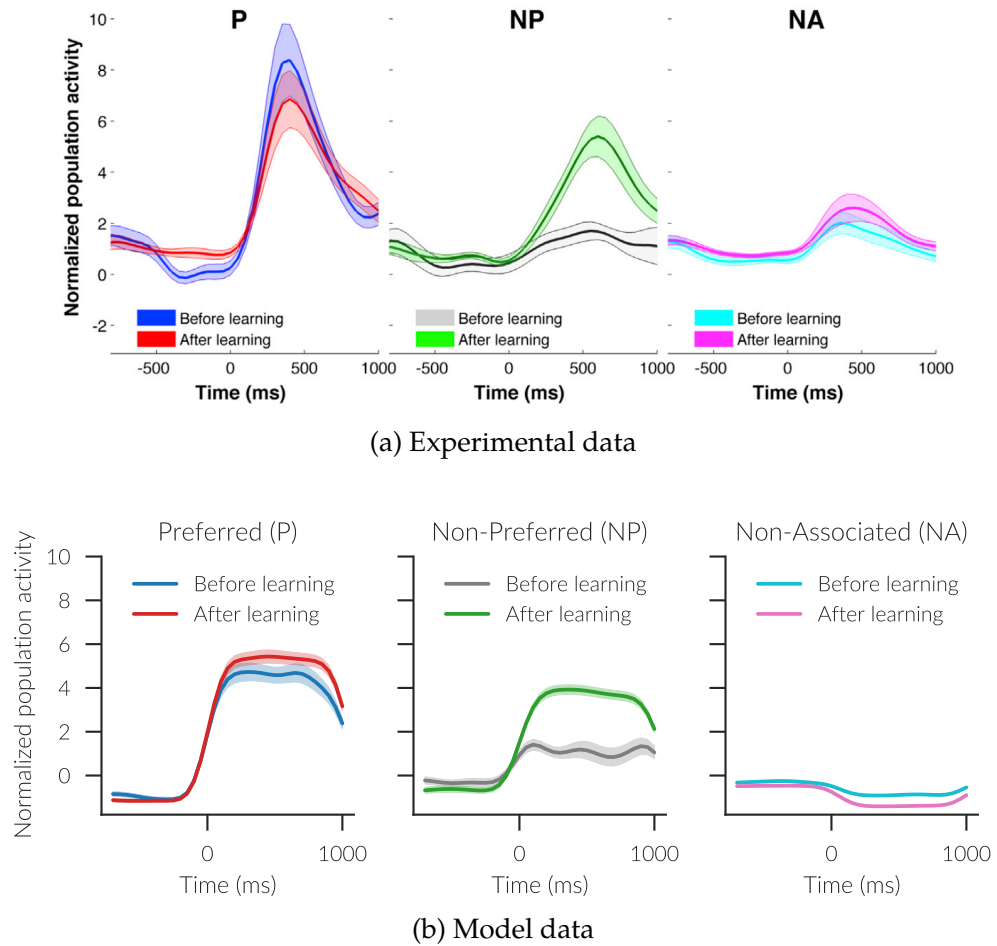 P NP NA
Normalized population activity
10
8
6
4
2
0
-2
Before learning Before learning Before learning
After learning After learning After learning
-500 0 500 1000 -500 0 500 1000 -500 0 500 1000
Time (ms) Time (ms) Time (ms)
(a) Experimental data
Preferred (P) Non-Preferred (NP) Non-Associated (NA)
Normalized population activity
10
8
6
4
2
0
Before learning Before learning Before learning
After learning After learning After learning
0 1000 0 1000 0 1000
Time (ms) Time (ms) Time (ms)
(b) Model data